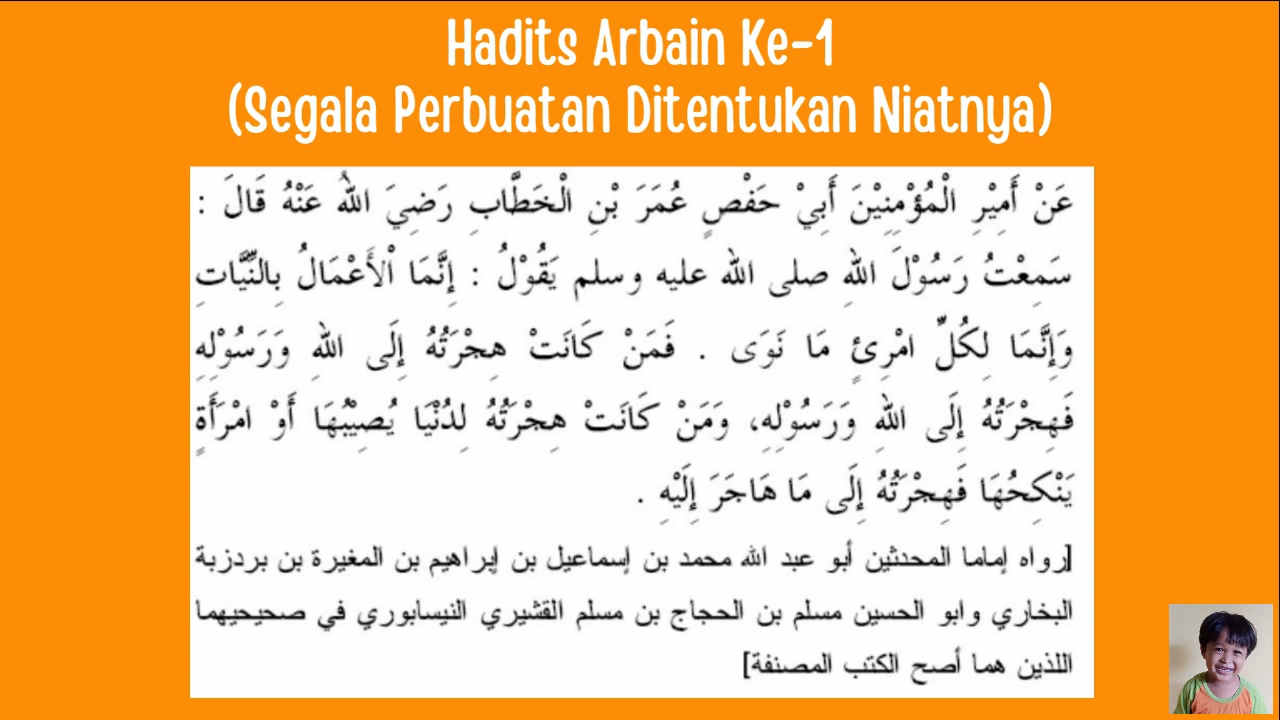 Hadits Arbain Ke-1
(Segala Perbuatan Ditentukan Niatnya)
عَنْ أَمِيْرِ الْمُؤْمِنِيْنَ أَبِيْ حَفْصٍ عُمَرَ بْنِ الْخَطَّابِ رَضِيَ اللهُ عَنْهُ قَالَ :
سَمِعْتُ رَسُوْلَ اللهِ صلى الله عليه وسلم يَقُوْلُ : إِنَّمَا اْلأَعْمَالُ بِالنِّيَّاتِ
وَإِنَّمَا لِكُلِّ امْرِئٍ مَا نَوَى . فَمَنْ كَانَتْ هِجْرَتُهُ إِلَى اللهِ وَرَسُوْلِهِ
فَهِجْرَتُهُ إِلَى اللهِ وَرَسُوْلِهِ، وَمَنْ كَانَتْ هِجْرَتُهُ لِدُنْيَا يُصِيْبُهَا أَوْ امْرَأَةٍ
يَنْكِحُهَا فَهِجْرَتُهُ إِلَى مَا هَاجَرَ إِلَيْهِ .
[رواه إماما المحدثين أبو عبد الله محمد بن إسماعيل بن إبراهيم بن المغيرة بن بردزبة
البخاري وابو الحسين مسلم بن الحجاج بن مسلم القشيري النيسابوري في صحيحيهما
اللذين هما أصح الكتب المصنفة]